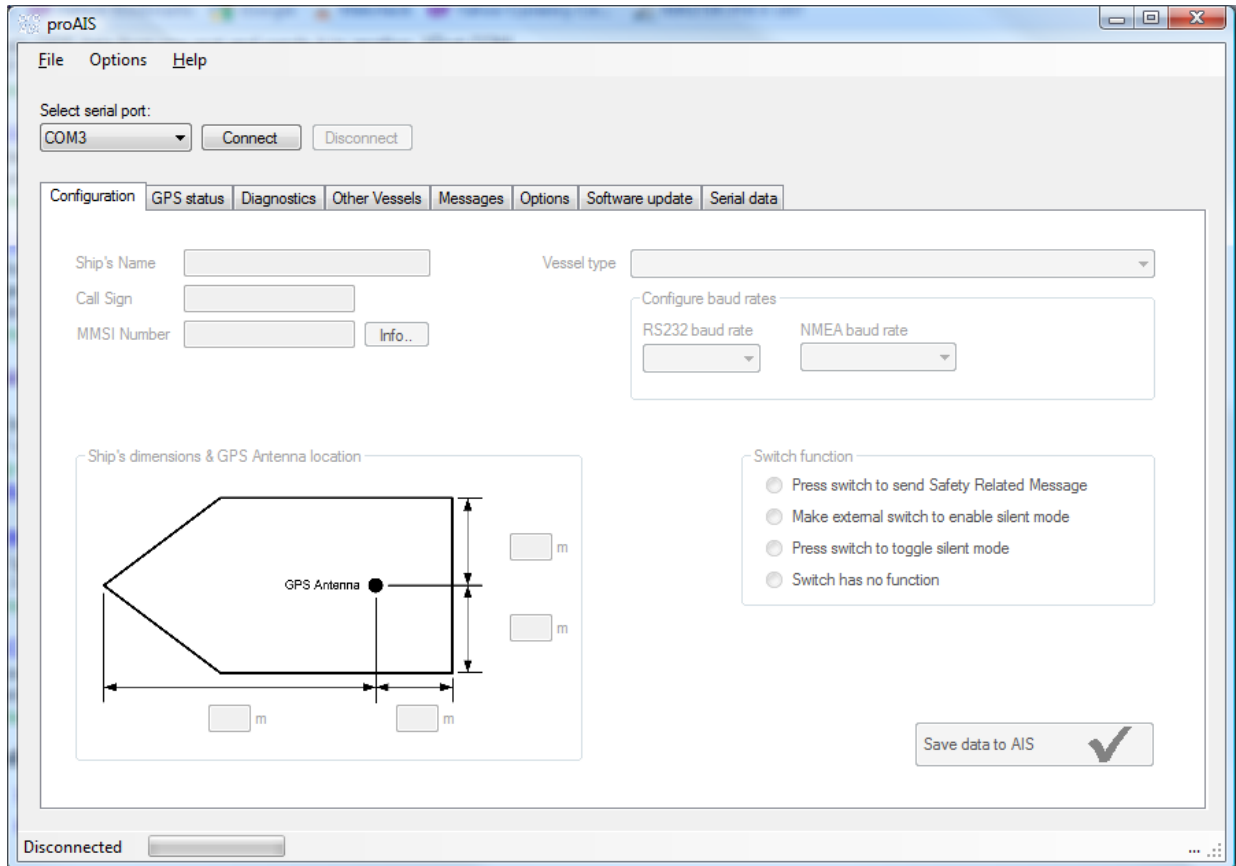 proAIS
File Options Help
Select serial port:
COM3 Connect Disconnect
Configuration GPS status Diagnostics Other Vessels Messages Options Software update Serial data
Ship's Name
Vessel type
Call Sign
MMSI Number Info..
Configure baud rates
RS232 baud rate NMEA baud rate
Ship's dimensions & GPS Antenna location
GPS Antenna
m
m
m m
Switch function
Press switch to send Safety Related Message
Make external switch to enable silent mode
Press switch to toggle silent mode
Switch has no function
Save data to AIS
Disconnected ...